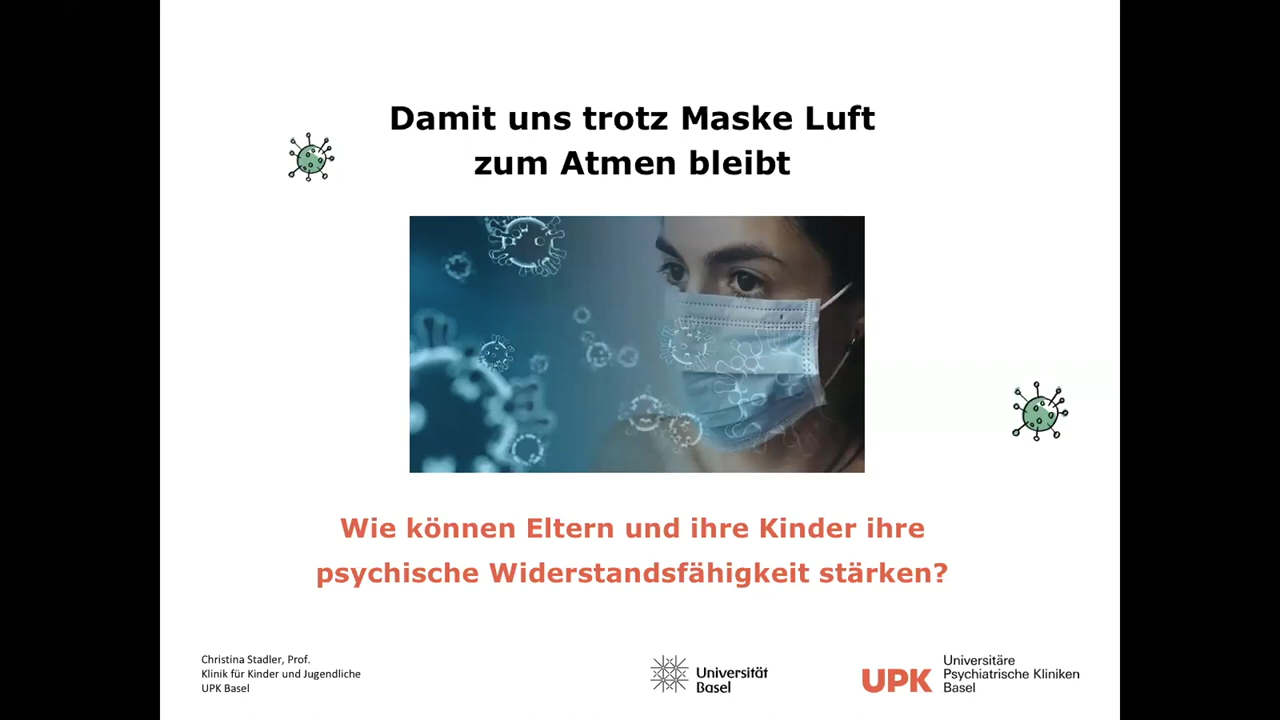 Damit uns trotz Maske Luft
zum Atmen bleibt
Wie können Eltern und ihre Kinder ihre
psychische Widerstandsfähigkeit stärken?
Christina Stadler, Prof.
Klinik für Kinder und Jugendliche
UPK Basel
Universität
Basel
UPK
Universitäre
Psychiatrische Kliniken
Basel